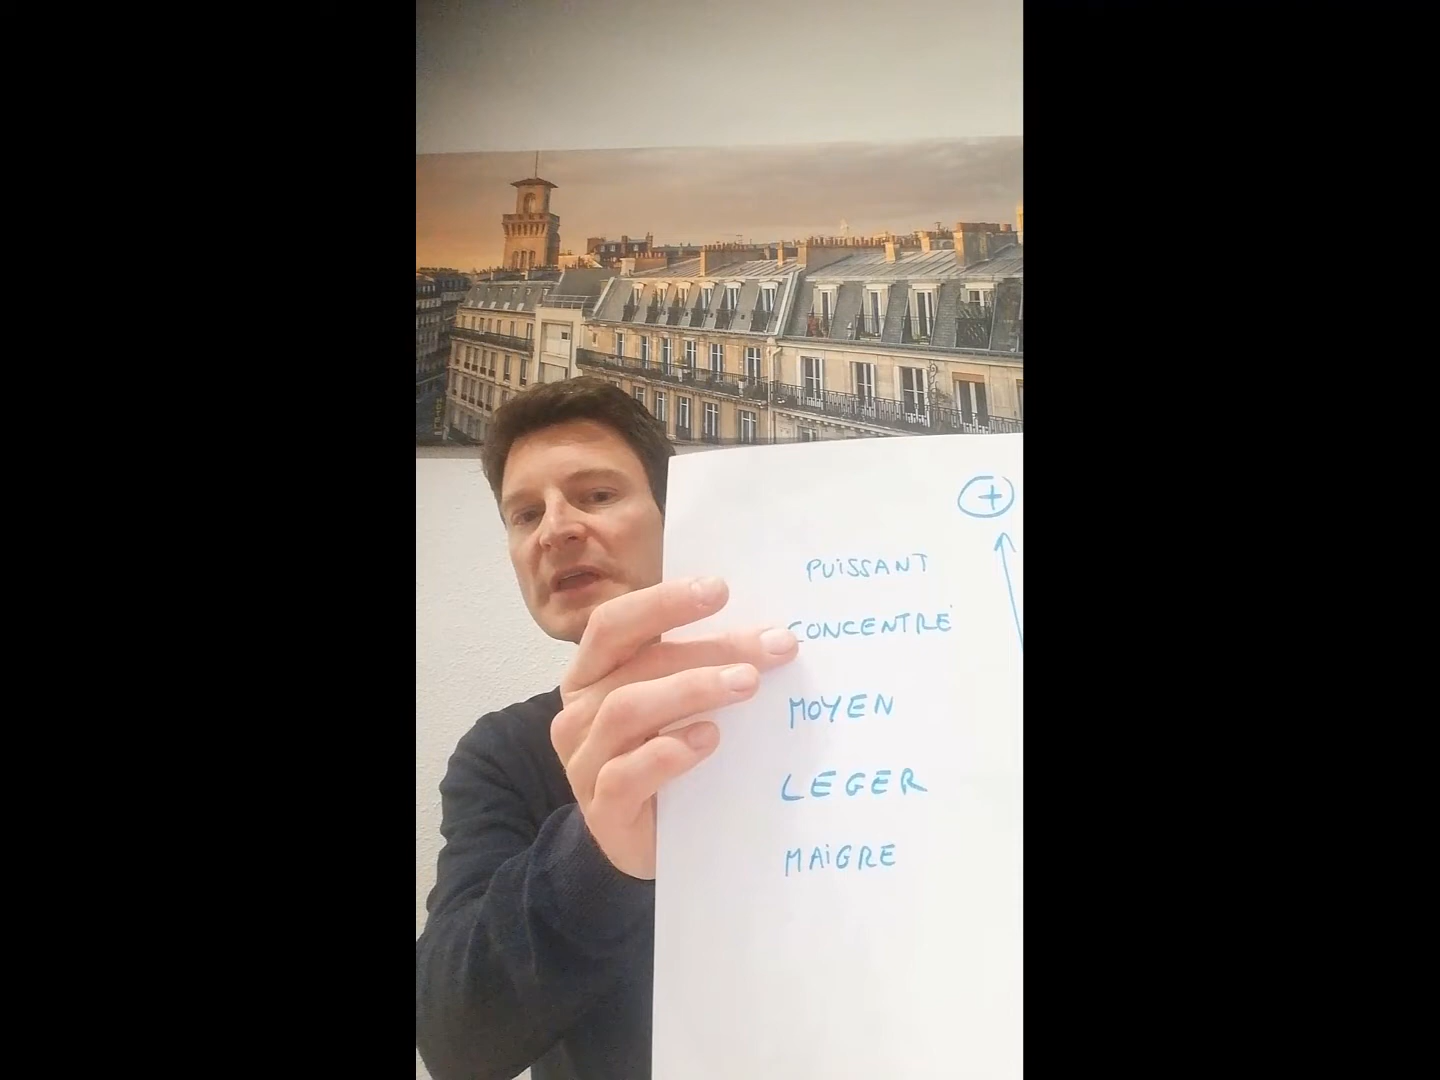 +
PUISSANT
CONCENTRÉ
MOYEN
LEGER
MAIGRE